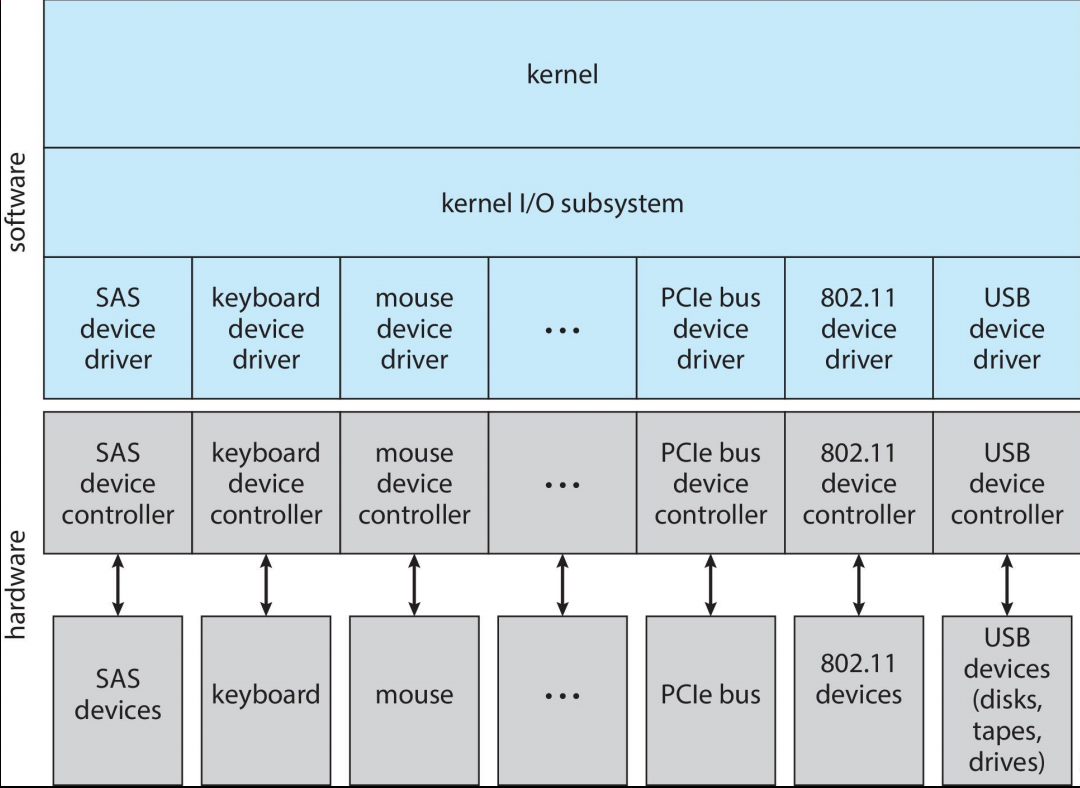 software
kernel
kernel I/O subsystem
SAS
device
driver
keyboard
device
driver
mouse
device
driver
...
PCIe bus
device
driver
802.11
device
driver
USB
device
driver
hardware
SAS
device
controller
keyboard
device
controller
mouse
device
controller
...
PCIe bus
device
controller
802.11
device
controller
USB
device
controller
SAS
devices
keyboard
mouse
...
PCIe bus
802.11
devices
USB
devices
(disks,
tapes,
drives)